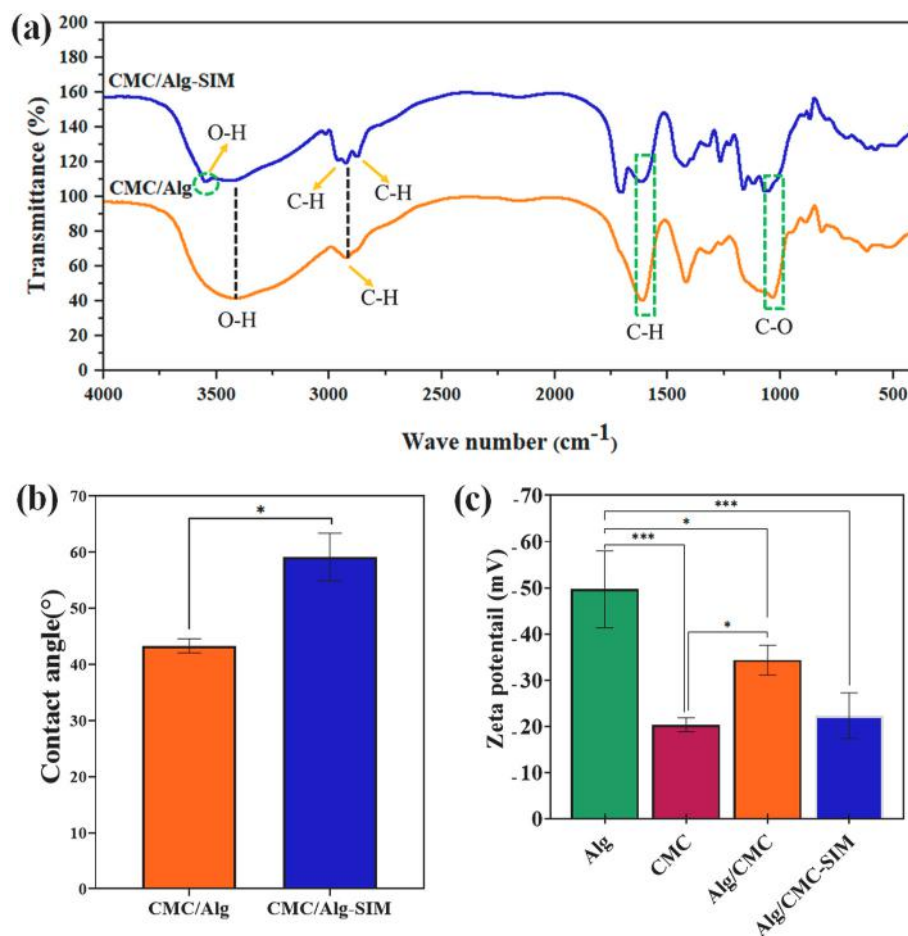 (a)
200
180
160
140
120
100
80
60
40
20
0
Transmittance (%)
CMC/Alg-SIM
O-H
CMC/Alg
C-H
C-H
C-H
O-H
C-H
C-O
4000 3500 3000 2500 2000 1500 1000 500
Wave number (cm⁻¹)
(b)
70
60
50
40
30
20
10
0
Contact angle(°)
*
CMC/Alg CMC/Alg-SIM
(c)
-70
-60
-50
-40
-30
-20
-10
0
Zeta potentail (mV)
***
*
***
*
Alg
CMC
Alg/CMC
Alg/CMC-SIM